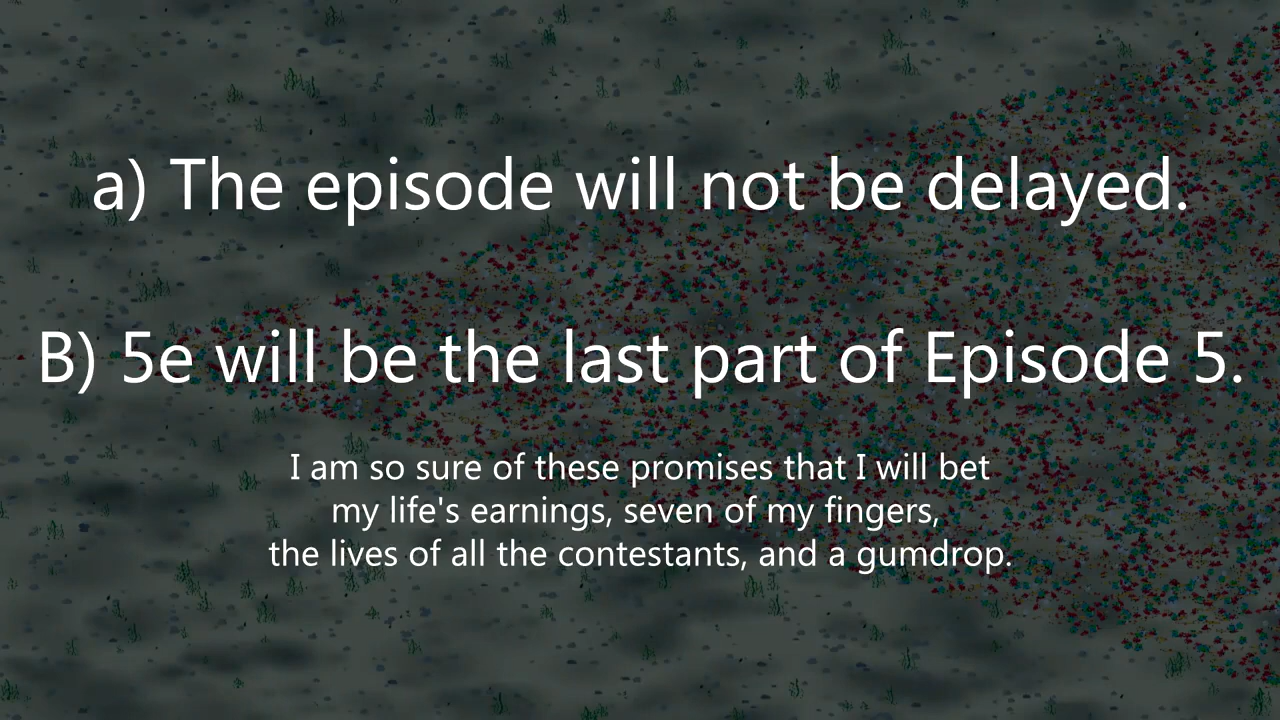 a) The episode will not be delayed.
B) 5e will be the last part of Episode 5.
I am so sure of these promises that I will bet
my life's earnings, seven of my fingers,
the lives of all the contestants, and a gumdrop.